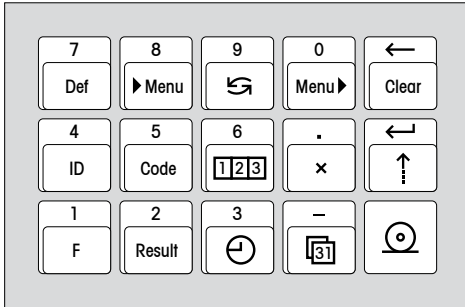 7 8 9 0 ←
Def ▶Menu Menu▶ Clear
4 5 6 . ↵
ID Code 123 × ↑
1 2 3 –
F Result 31